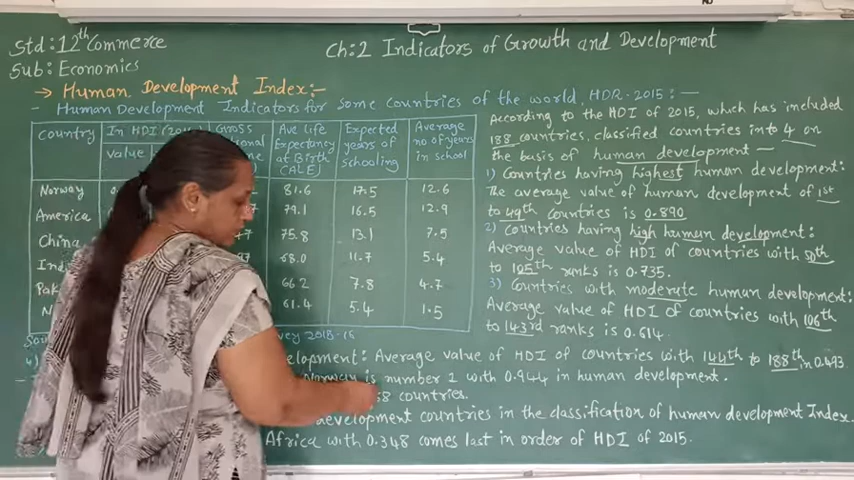 Std: 12th Commerce
Sub: Economics
Ch:2 Indicators of Growth and Development:
→ Human Development Index:-
- Human Development Indicators for some countries of the world, HDR-2015:-
Country In HDI Gross Ave life Expectancy at Birth (ALE) Expected years of schooling Average no of years in school
value
Norway 81.6 17.5 12.6
America 79.1 16.5 12.9
China 75.8 13.1 7.5
68.0 11.7 5.4
66.2 7.8 4.7
61.4 5.4 1.5
2015-16
According to the HDI of 2015, which has included
188 countries, classified countries into 4 on
the basis of human development -
1) Countries having highest human development:
The average value of human development of 1st
to 49th countries is 0.890
2) Countries having high human development:
Average value of HDI of countries with 50th
to 105th ranks is 0.735.
3) Countries with moderate human development:
Average value of HDI of countries with 106th
to 143rd ranks is 0.614.
4) Average value of HDI of countries with 144th to 188th in 0.493
Norway is number 1 with 0.944 in human development.
countries.
development countries in the classification of human development Index.
Africa with 0.348 comes last in order of HDI of 2015.